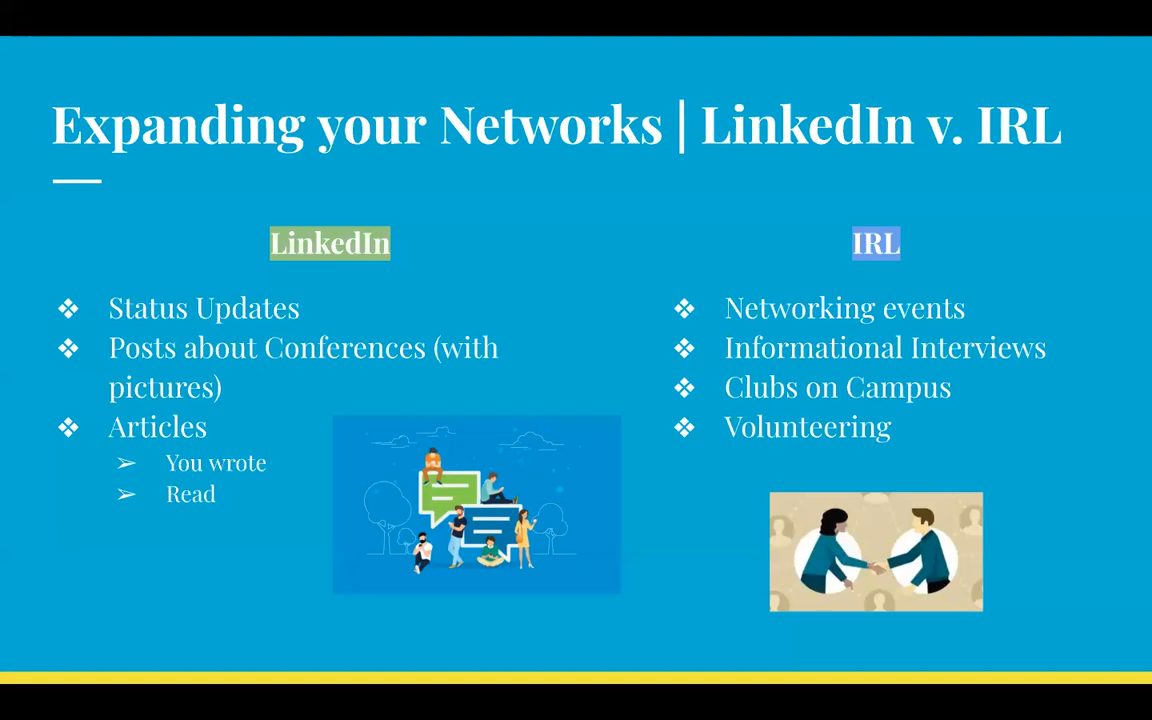 Expanding your Networks | LinkedIn v. IRL
LinkedIn
❖ Status Updates
❖ Posts about Conferences (with
pictures)
❖ Articles
➢ You wrote
➢ Read
IRL
❖ Networking events
❖ Informational Interviews
❖ Clubs on Campus
❖ Volunteering